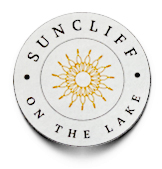 SUNCLIFF
ON THE LAKE